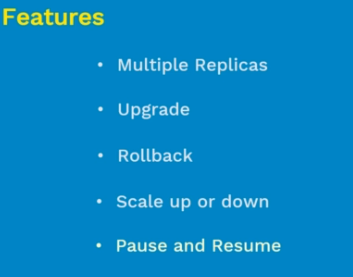 Features
• Multiple Replicas
• Upgrade
• Rollback
• Scale up or down
• Pause and Resume